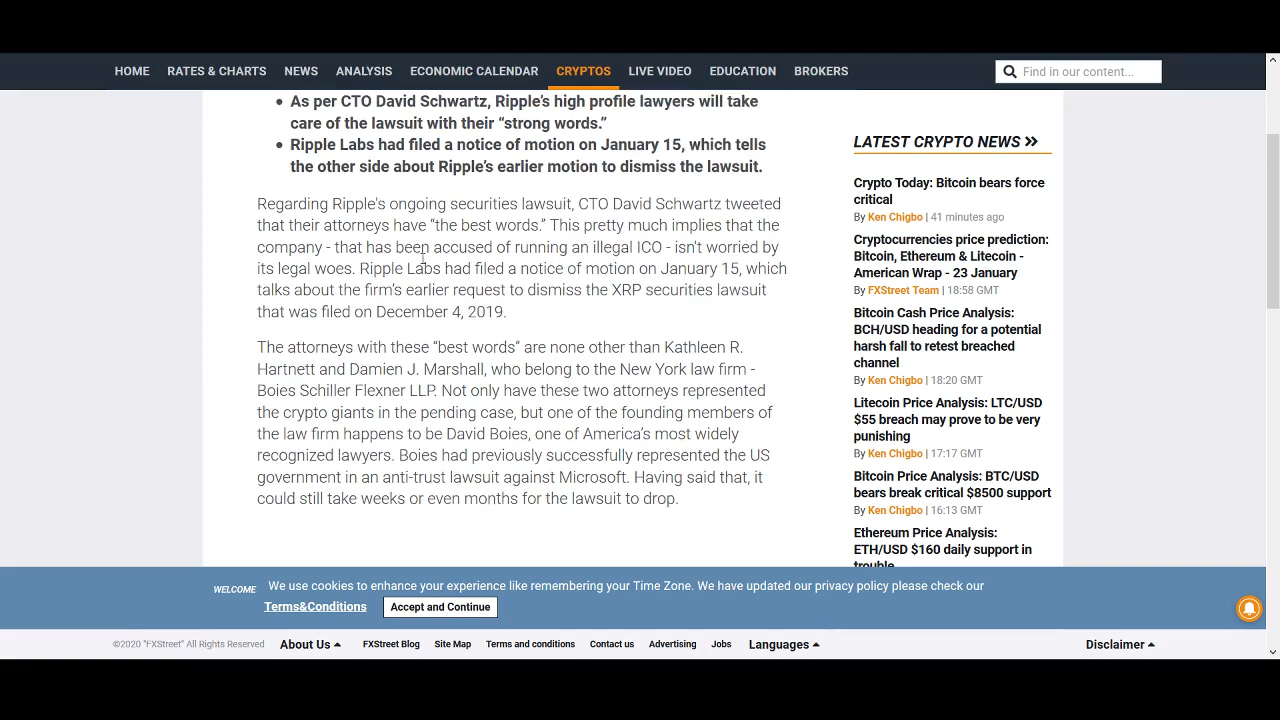 HOME RATES & CHARTS NEWS ANALYSIS ECONOMIC CALENDAR CRYPTOS LIVE VIDEO EDUCATION BROKERS Find in our content...
As per CTO David Schwartz, Ripple's high profile lawyers will take
care of the lawsuit with their “strong words.”
Ripple Labs had filed a notice of motion on January 15, which tells
the other side about Ripple’s earlier motion to dismiss the lawsuit.
Regarding Ripple's ongoing securities lawsuit, CTO David Schwartz tweeted
that their attorneys have “the best words.” This pretty much implies that the
company - that has been accused of running an illegal ICO - isn't worried by
its legal woes. Ripple Labs had filed a notice of motion on January 15, which
talks about the firm’s earlier request to dismiss the XRP securities lawsuit
that was filed on December 4, 2019.
The attorneys with these “best words” are none other than Kathleen R.
Hartnett and Damien J. Marshall, who belong to the New York law firm -
Boies Schiller Flexner LLP. Not only have these two attorneys represented
the crypto giants in the pending case, but one of the founding members of
the law firm happens to be David Boies, one of America’s most widely
recognized lawyers. Boies had previously successfully represented the US
government in an anti-trust lawsuit against Microsoft. Having said that, it
could still take weeks or even months for the lawsuit to drop.
LATEST CRYPTO NEWS
Crypto Today: Bitcoin bears force
critical
By Ken Chigbo | 41 minutes ago
Cryptocurrencies price prediction:
Bitcoin, Ethereum & Litecoin -
American Wrap - 23 January
By FXStreet Team | 18:58 GMT
Bitcoin Cash Price Analysis:
BCH/USD heading for a potential
harsh fall to retest breached
channel
By Ken Chigbo | 18:20 GMT
Litecoin Price Analysis: LTC/USD
$55 breach may prove to be very
punishing
By Ken Chigbo | 17:17 GMT
Bitcoin Price Analysis: BTC/USD
bears break critical $8500 support
By Ken Chigbo | 16:13 GMT
Ethereum Price Analysis:
ETH/USD $160 daily support in
trouble
WELCOME We use cookies to enhance your experience like remembering your Time Zone. We have updated our privacy policy please check our
Terms&Conditions Accept and Continue
©2020 "FXStreet" All Rights Reserved About Us FXStreet Blog Site Map Terms and conditions Contact us Advertising Jobs Languages Disclaimer